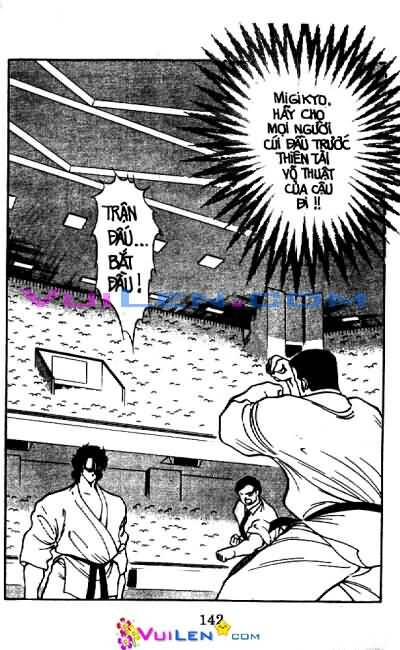 MIGIKYO,
HÃY CHO
MỌI NGƯỜI
CÚI ĐẦU TRƯỚC
THIÊN TÀI
VÕ THUẬT
CỦA CẬU
ĐI !!
TRẬN
ĐẤU...
BẮT
ĐẦU !
VUILEN.COM
142
VUILEN
.COM